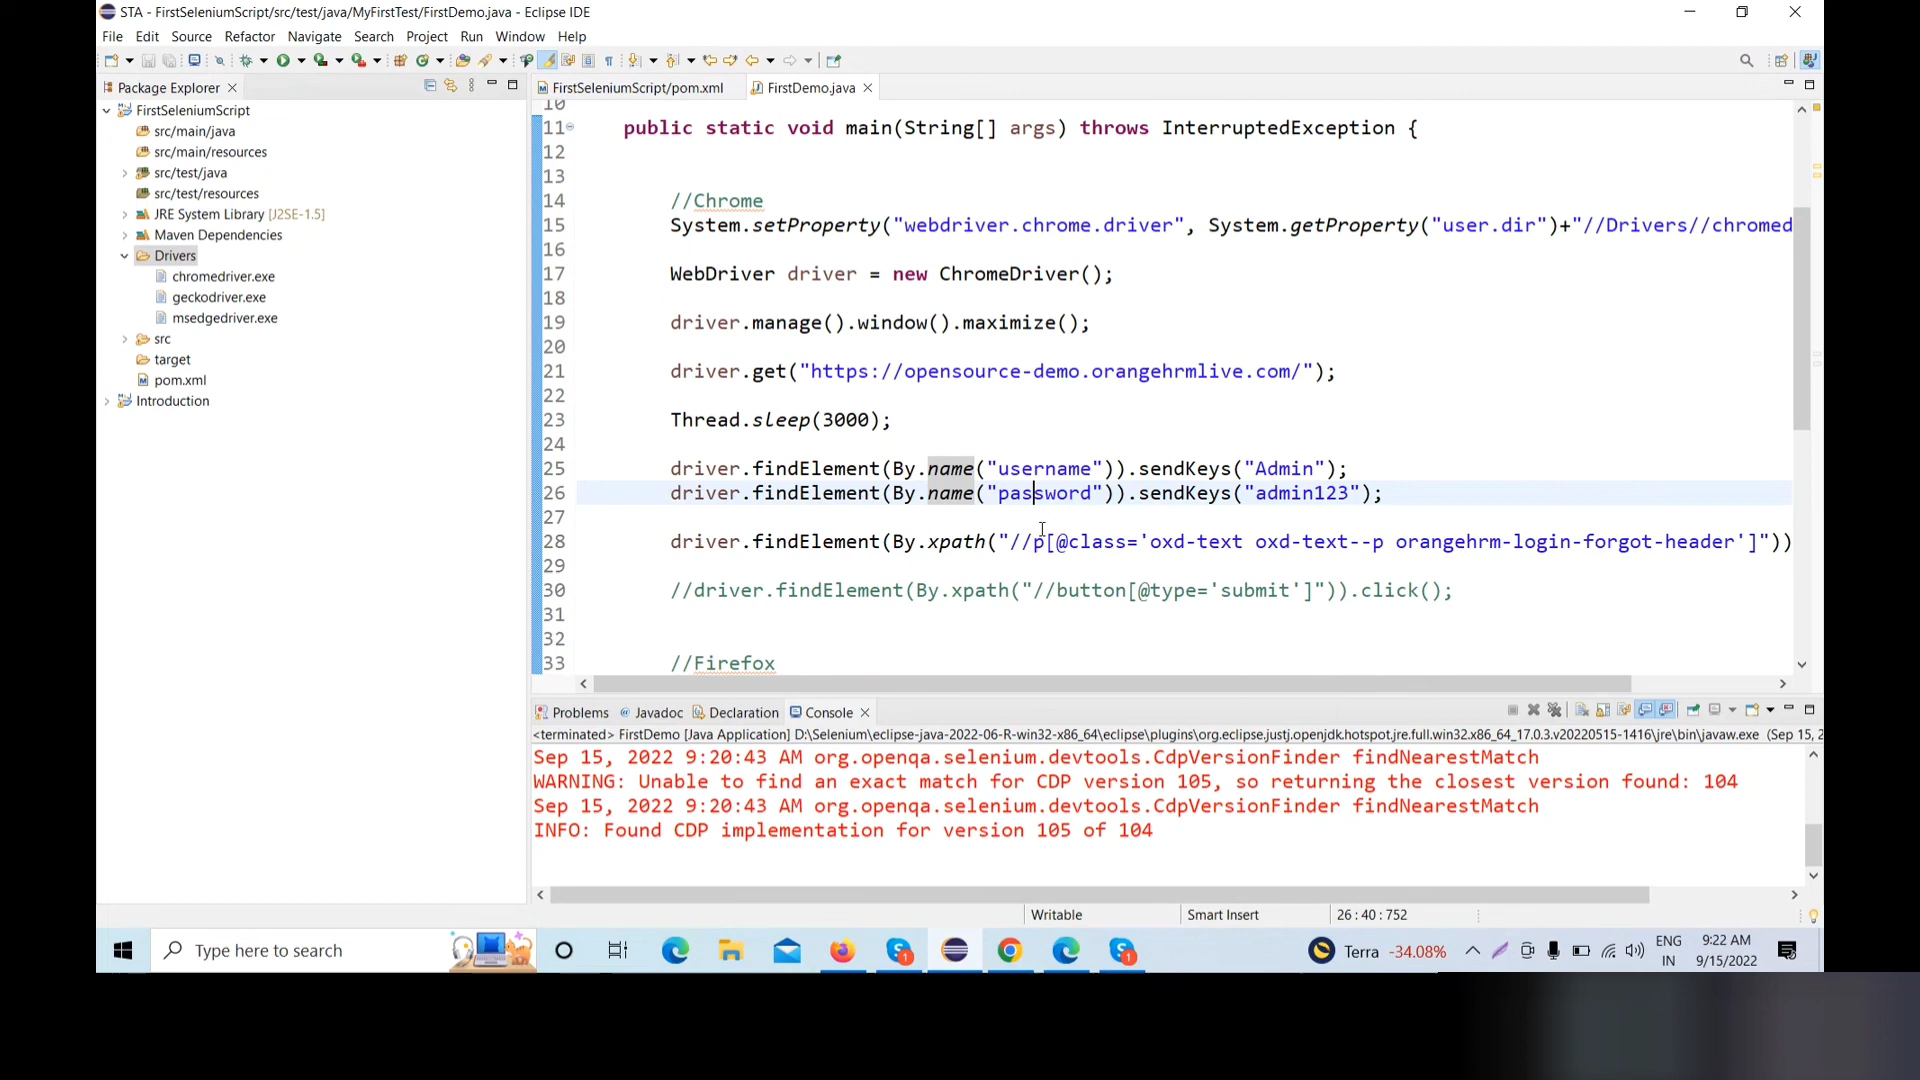 STA - FirstSeleniumScript/src/test/java/MyFirstTest/FirstDemo.java - Eclipse IDE
File Edit Source Refactor Navigate Search Project Run Window Help
Package Explorer
FirstSeleniumScript
src/main/java
src/main/resources
src/test/java
src/test/resources
JRE System Library [J2SE-1.5]
Maven Dependencies
Drivers
chromedriver.exe
geckodriver.exe
msedgedriver.exe
src
target
pom.xml
Introduction
FirstSeleniumScript/pom.xml FirstDemo.java
10
11 public static void main(String[] args) throws InterruptedException {
12
13
14 //Chrome
15 System.setProperty("webdriver.chrome.driver", System.getProperty("user.dir")+"//Drivers//chromed
16
17 WebDriver driver = new ChromeDriver();
18
19 driver.manage().window().maximize();
20
21 driver.get("https://opensource-demo.orangehrmlive.com/");
22
23 Thread.sleep(3000);
24
25 driver.findElement(By.name("username")).sendKeys("Admin");
26 driver.findElement(By.name("password")).sendKeys("admin123");
27
28 driver.findElement(By.xpath("//p[@class='oxd-text oxd-text--p orangehrm-login-forgot-header']"))
29
30 //driver.findElement(By.xpath("//button[@type='submit']")).click();
31
32
33 //Firefox
Problems Javadoc Declaration Console
<terminated> FirstDemo [Java Application] D:\Selenium\eclipse-java-2022-06-R-win32-x86_64\eclipse\plugins\org.eclipse.justj.openjdk.hotspot.jre.full.win32.x86_64_17.0.3.v20220515-1416\jre\bin\javaw.exe (Sep 15, 2
Sep 15, 2022 9:20:43 AM org.openqa.selenium.devtools.CdpVersionFinder findNearestMatch
WARNING: Unable to find an exact match for CDP version 105, so returning the closest version found: 104
Sep 15, 2022 9:20:43 AM org.openqa.selenium.devtools.CdpVersionFinder findNearestMatch
INFO: Found CDP implementation for version 105 of 104
Writable Smart Insert 26 : 40 : 752
Type here to search
1
1
Terra -34.08%
ENG
IN
9:22 AM
9/15/2022